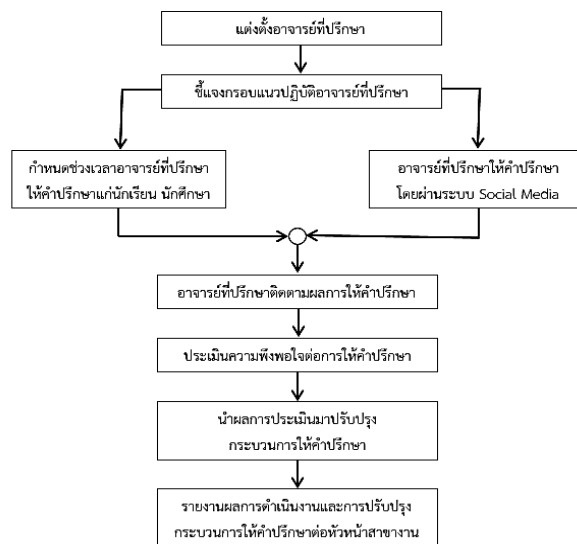 แต่งตั้งอาจารย์ที่ปรึกษา
ชี้แจงกรอบแนวปฏิบัติอาจารย์ที่ปรึกษา
กำหนดช่วงเวลาอาจารย์ที่ปรึกษา
ให้คำปรึกษาแก่นักเรียน นักศึกษา
อาจารย์ที่ปรึกษาให้คำปรึกษา
โดยผ่านระบบ Social Media
อาจารย์ที่ปรึกษาติดตามผลการให้คำปรึกษา
ประเมินความพึงพอใจต่อการให้คำปรึกษา
นำผลการประเมินมาปรับปรุง
กระบวนการให้คำปรึกษา
รายงานผลการดำเนินงานและการปรับปรุง
กระบวนการให้คำปรึกษาต่อหัวหน้าสาขางาน